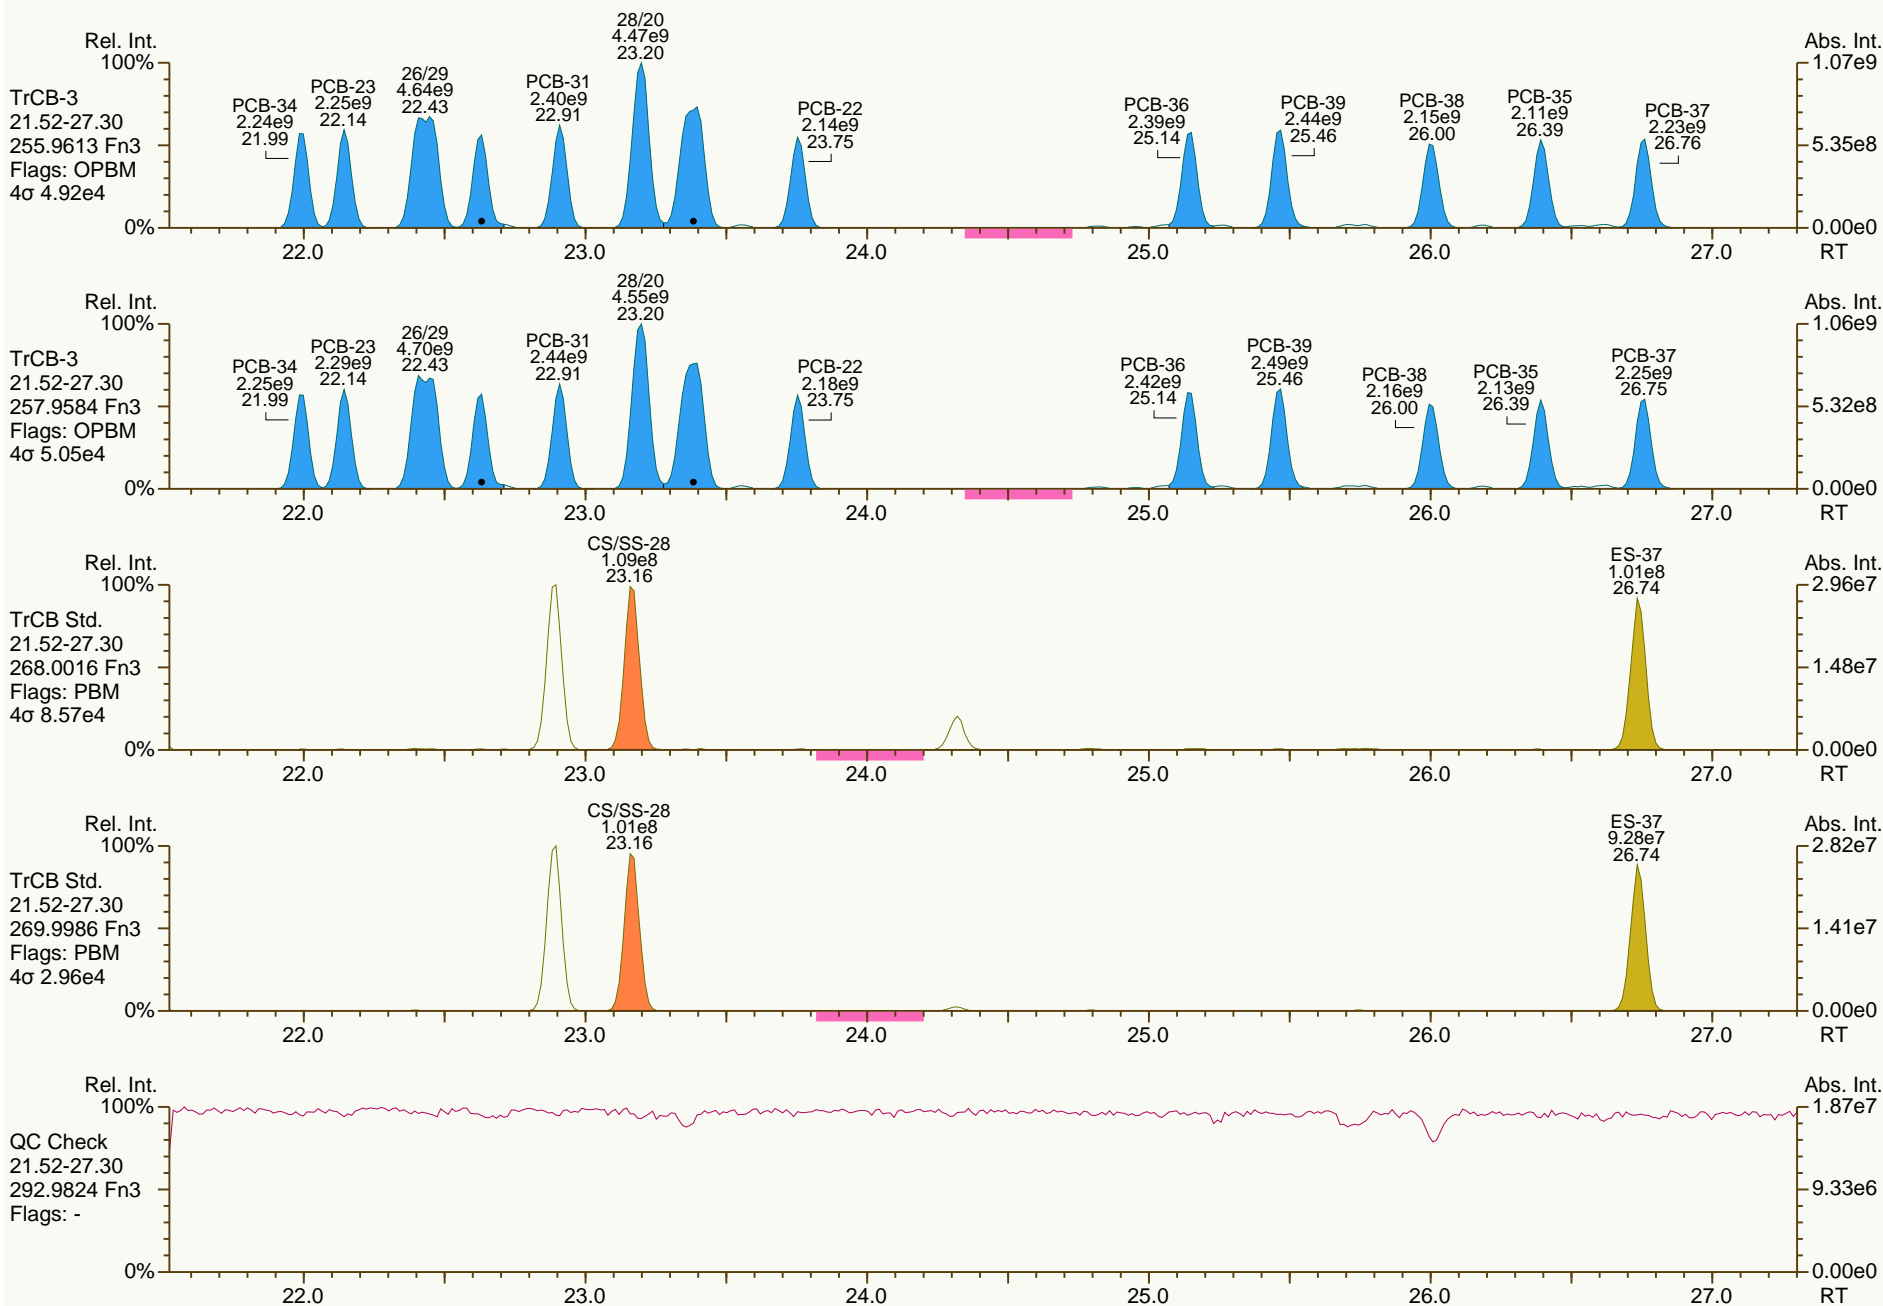 Rel. Int.
100%
0%
TrCB-3
21.52-27.30
255.9613 Fn3
Flags: OPBM
4σ 4.92e4
PCB-34
2.24e9
21.99
PCB-23
2.25e9
22.14
26/29
4.64e9
22.43
PCB-31
2.40e9
22.91
28/20
4.47e9
23.20
PCB-22
2.14e9
23.75
PCB-36
2.39e9
25.14
PCB-39
2.44e9
25.46
PCB-38
2.15e9
26.00
PCB-35
2.11e9
26.39
PCB-37
2.23e9
26.76
Abs. Int.
1.07e9
5.35e8
0.00e0
22.0 23.0 24.0 25.0 26.0 27.0 RT
Rel. Int.
100%
0%
TrCB-3
21.52-27.30
257.9584 Fn3
Flags: OPBM
4σ 5.05e4
PCB-34
2.25e9
21.99
PCB-23
2.29e9
22.14
26/29
4.70e9
22.43
PCB-31
2.44e9
22.91
28/20
4.55e9
23.20
PCB-22
2.18e9
23.75
PCB-36
2.42e9
25.14
PCB-39
2.49e9
25.46
PCB-38
2.16e9
26.00
PCB-35
2.13e9
26.39
PCB-37
2.25e9
26.75
Abs. Int.
1.06e9
5.32e8
0.00e0
22.0 23.0 24.0 25.0 26.0 27.0 RT
Rel. Int.
100%
0%
TrCB Std.
21.52-27.30
268.0016 Fn3
Flags: PBM
4σ 8.57e4
CS/SS-28
1.09e8
23.16
ES-37
1.01e8
26.74
Abs. Int.
2.96e7
1.48e7
0.00e0
22.0 23.0 24.0 25.0 26.0 27.0 RT
Rel. Int.
100%
0%
TrCB Std.
21.52-27.30
269.9986 Fn3
Flags: PBM
4σ 2.96e4
CS/SS-28
1.01e8
23.16
ES-37
9.28e7
26.74
Abs. Int.
2.82e7
1.41e7
0.00e0
22.0 23.0 24.0 25.0 26.0 27.0 RT
Rel. Int.
100%
0%
QC Check
21.52-27.30
292.9824 Fn3
Flags: -
Abs. Int.
1.87e7
9.33e6
0.00e0
22.0 23.0 24.0 25.0 26.0 27.0 RT